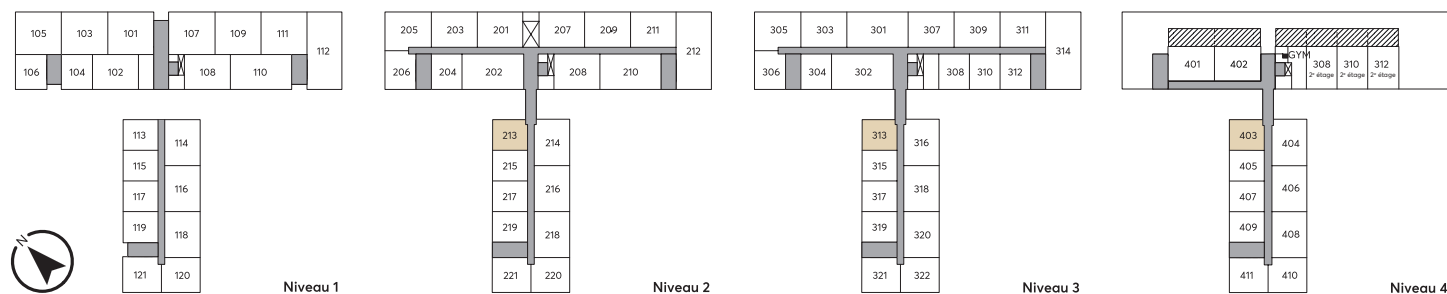 105 103 101 107 109 111 112
106 104 102 108 110
113 114
115
116
117
119 118
121 120
N
Niveau 1
205 203 201 207 209 211 212
206 204 202 208 210
213 214
215
216
217
219 218
221 220
Niveau 2
305 303 301 307 309 311 314
306 304 302 308 310 312
313 316
315
318
317
319 320
321 322
Niveau 3
GYM
401 402 308 310 312
2e étage 2e étage 2e étage
403 404
405
406
407
409 408
411 410
Niveau 4